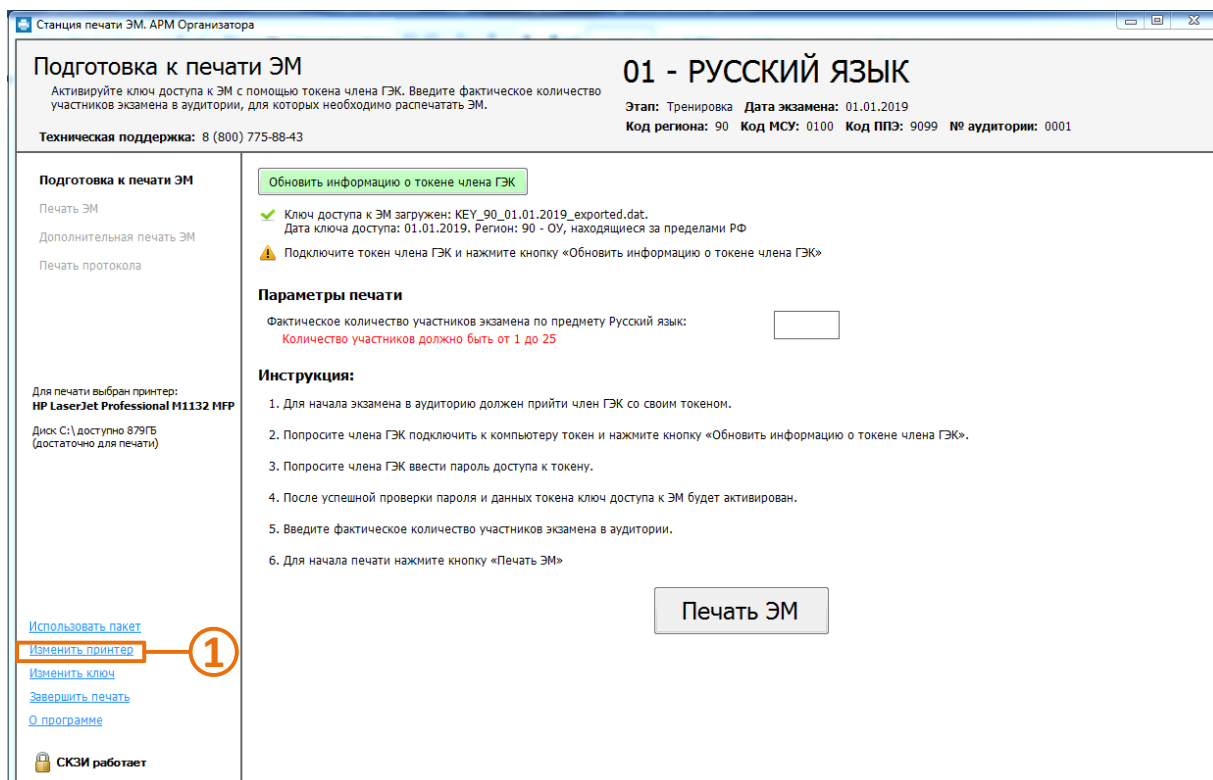 Станция печати ЭМ. АРМ Организатора
Подготовка к печати ЭМ
Активируйте ключ доступа к ЭМ с помощью токена члена ГЭК. Введите фактическое количество
участников экзамена в аудитории, для которых необходимо распечатать ЭМ.
Техническая поддержка: 8 (800) 775-88-43
01 - РУССКИЙ ЯЗЫК
Этап: Тренировка Дата экзамена: 01.01.2019
Код региона: 90 Код МСУ: 0100 Код ППЭ: 9099 № аудитории: 0001
Подготовка к печати ЭМ
Печать ЭМ
Дополнительная печать ЭМ
Печать протокола
Для печати выбран принтер:
HP LaserJet Professional M1132 MFP
Диск C:\ доступно 879ГБ
(достаточно для печати)
Использовать пакет
Изменить принтер
1
Изменить ключ
Завершить печать
О программе
СКЗИ работает
Обновить информацию о токене члена ГЭК
Ключ доступа к ЭМ загружен: KEY_90_01.01.2019_exported.dat.
Дата ключа доступа: 01.01.2019. Регион: 90 - ОУ, находящиеся за пределами РФ
Подключите токен члена ГЭК и нажмите кнопку «Обновить информацию о токене члена ГЭК»
Параметры печати
Фактическое количество участников экзамена по предмету Русский язык:
Количество участников должно быть от 1 до 25
Инструкция:
1. Для начала экзамена в аудиторию должен прийти член ГЭК со своим токеном.
2. Попросите члена ГЭК подключить к компьютеру токен и нажмите кнопку «Обновить информацию о токене члена ГЭК».
3. Попросите члена ГЭК ввести пароль доступа к токену.
4. После успешной проверки пароля и данных токена ключ доступа к ЭМ будет активирован.
5. Введите фактическое количество участников экзамена в аудитории.
6. Для начала печати нажмите кнопку «Печать ЭМ»
Печать ЭМ